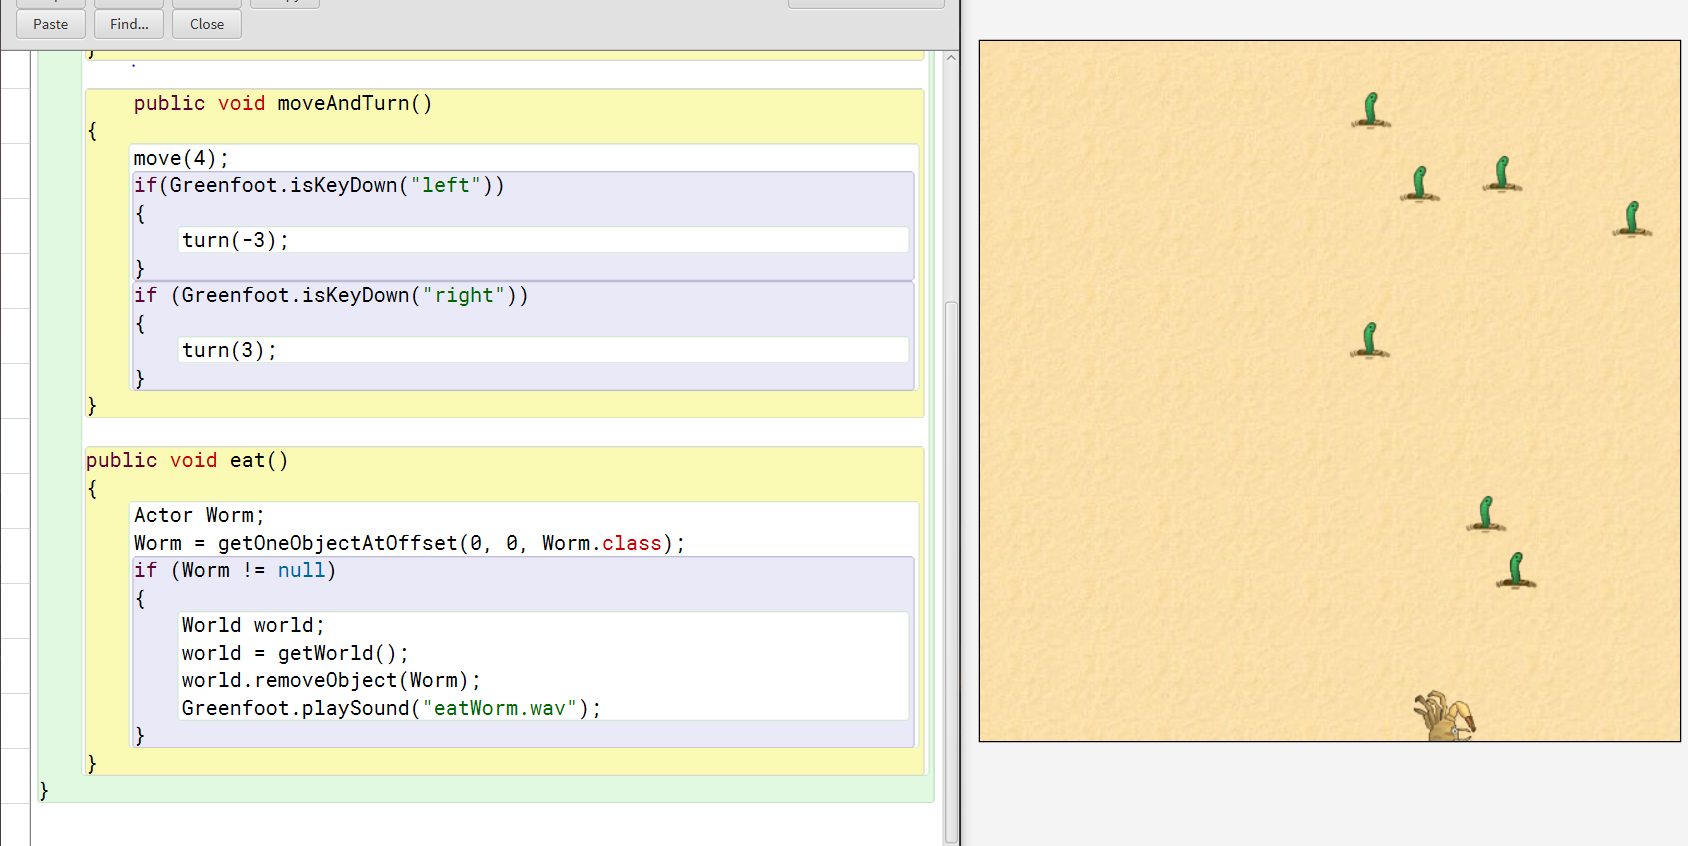 Paste Find... Close
}
public void moveAndTurn()
{
move(4);
if(Greenfoot.isKeyDown("left"))
{
turn(-3);
}
if (Greenfoot.isKeyDown("right"))
{
turn(3);
}
}
public void eat()
{
Actor Worm;
Worm = getOneObjectAtOffset(0, 0, Worm.class);
if (Worm != null)
{
World world;
world = getWorld();
world.removeObject(Worm);
Greenfoot.playSound("eatWorm.wav");
}
}
}